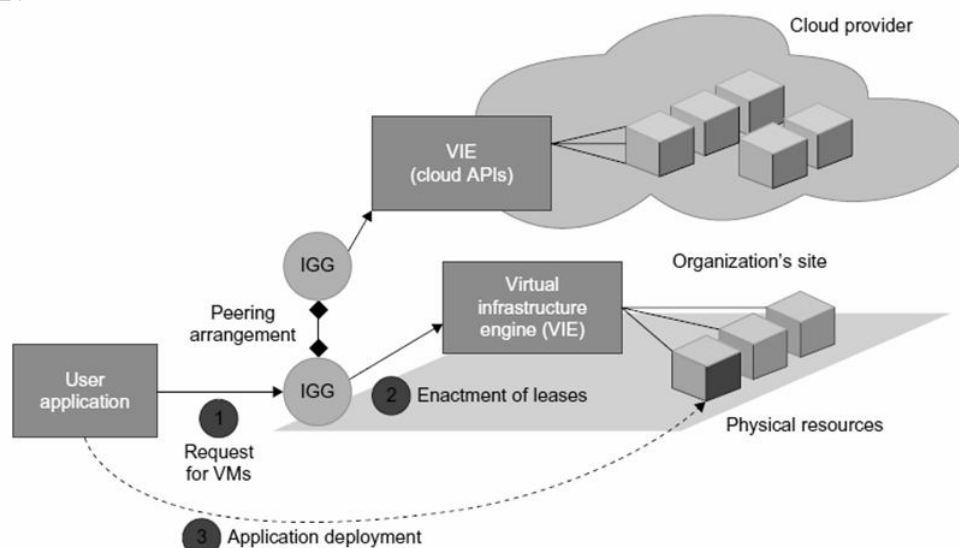 Cloud provider
VIE
(cloud APIs)
IGG
Organization's site
Virtual
infrastructure
engine (VIE)
Peering
arrangement
User
application
IGG
2
Enactment of leases
1
Request
for VMs
Physical resources
3
Application deployment